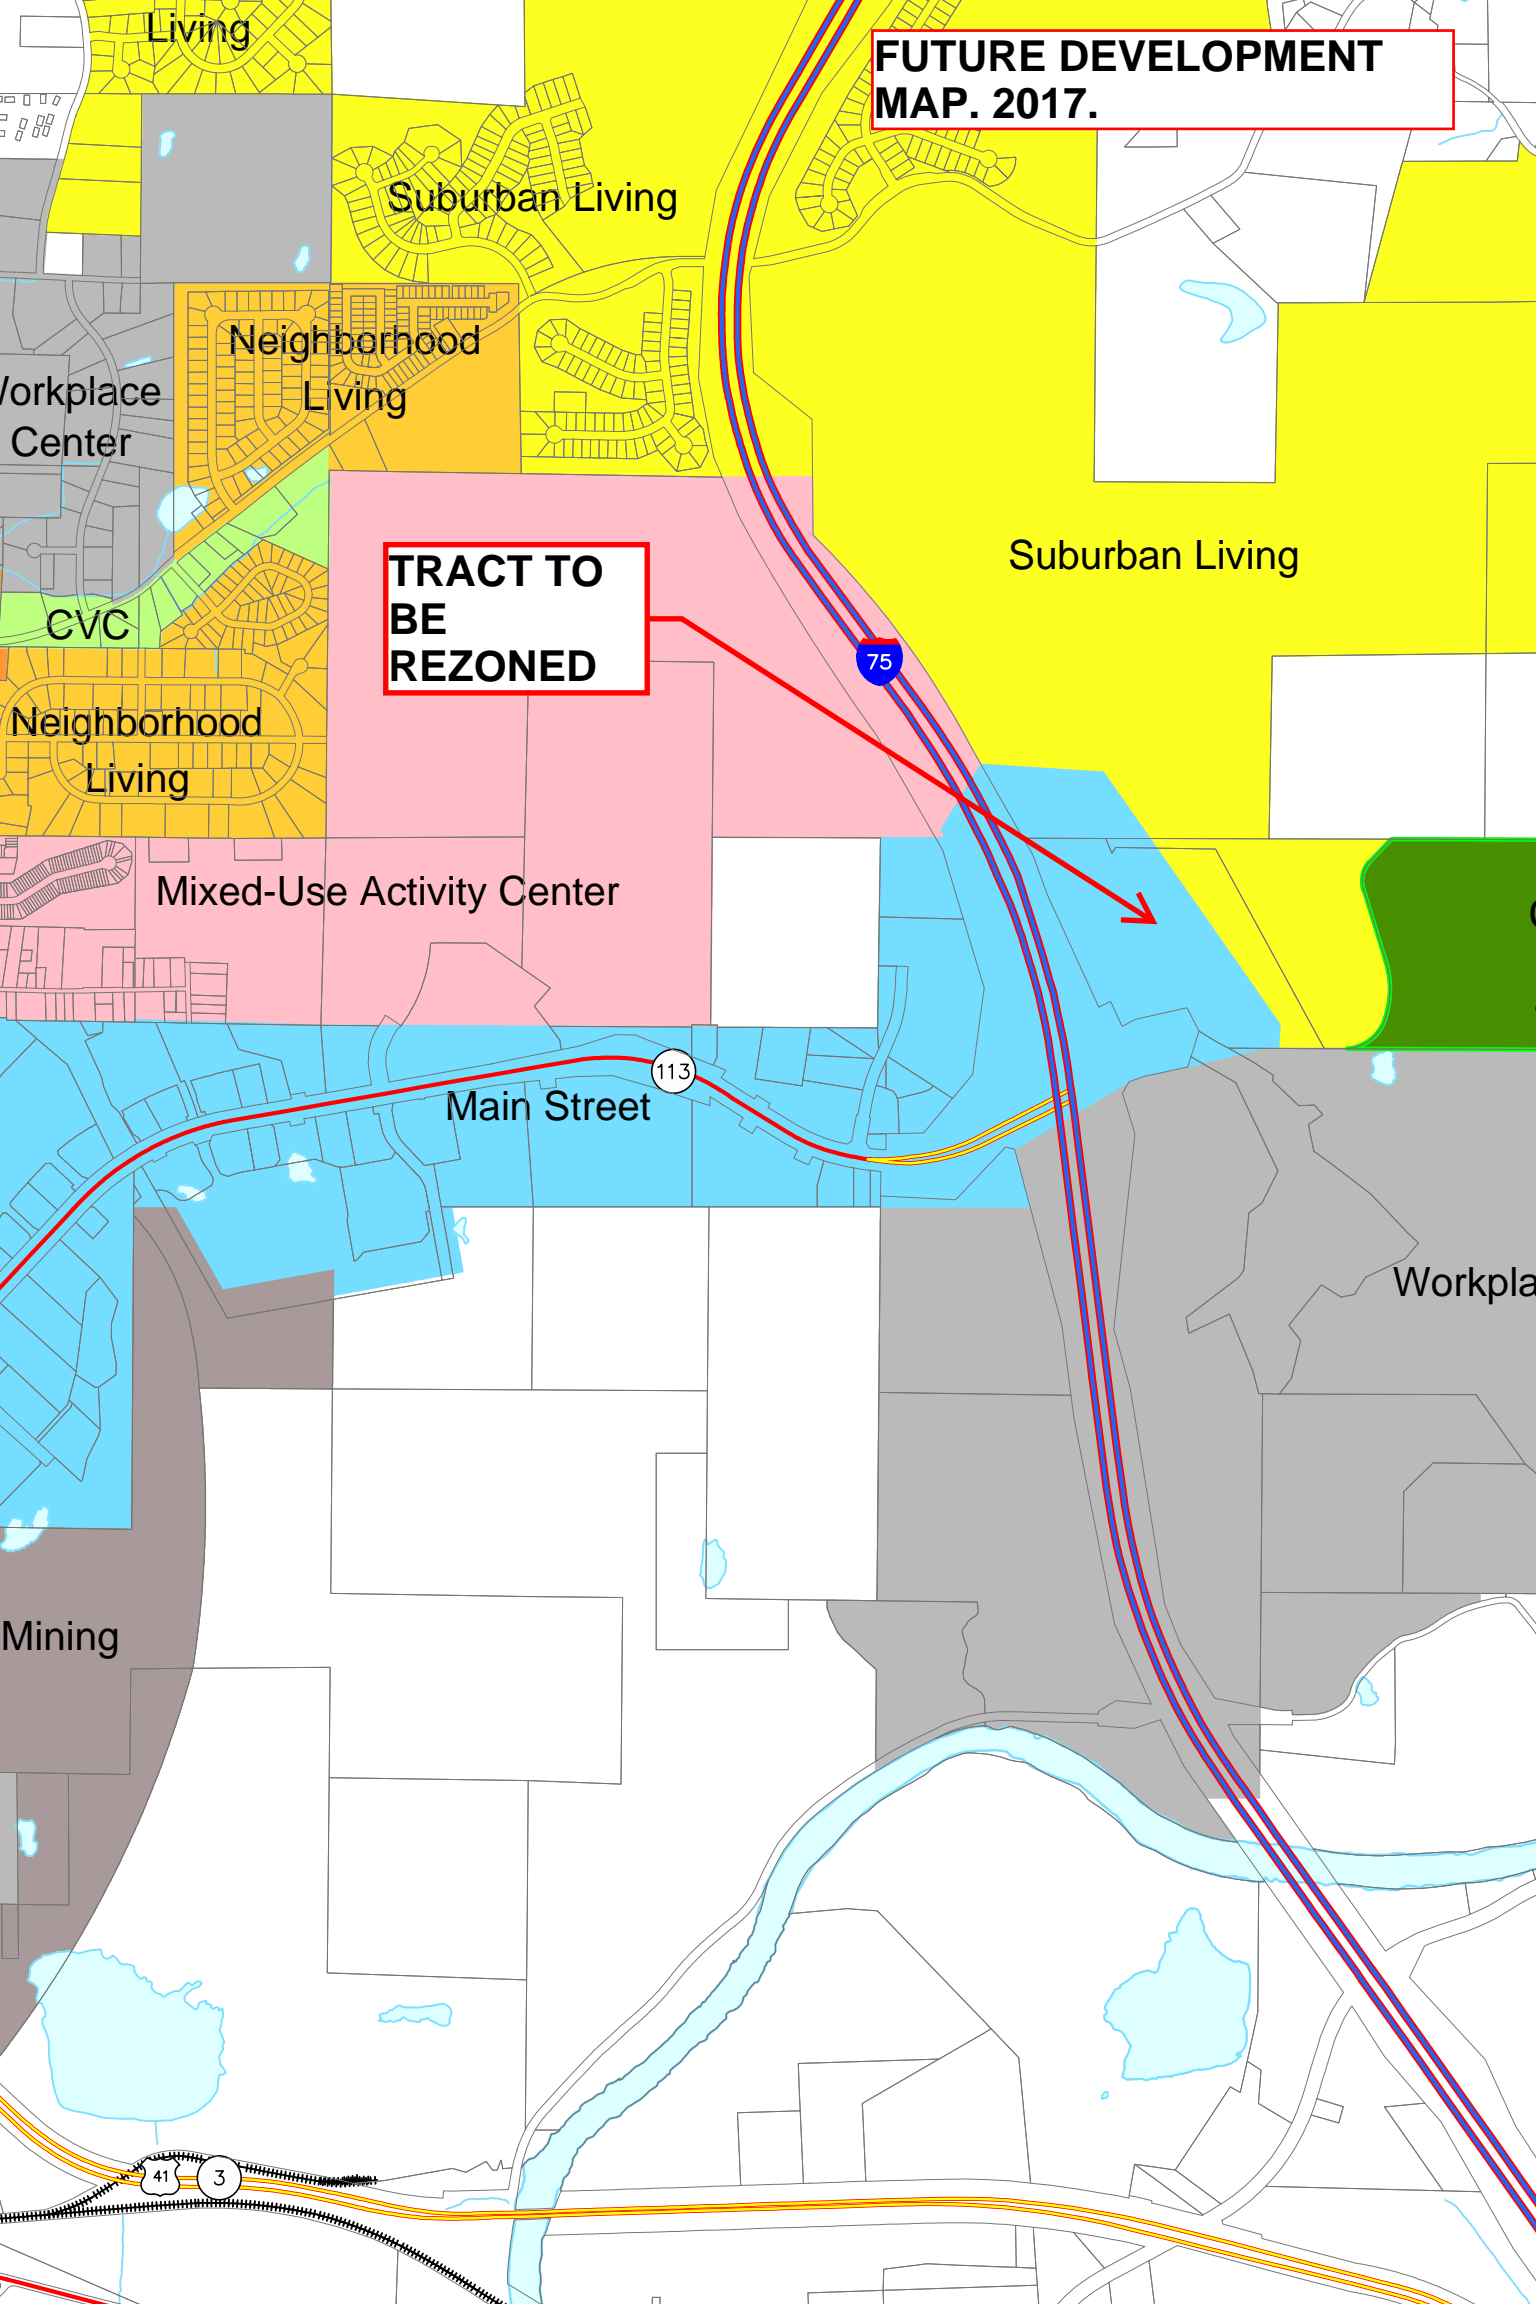 Living
FUTURE DEVELOPMENT
MAP. 2017.
Suburban Living
Neighborhood
Living
Workplace
Center
Suburban Living
TRACT TO
BE
REZONED
CVC
75
Neighborhood
Living
Mixed-Use Activity Center
113
Main Street
Workpla
Mining
41
3